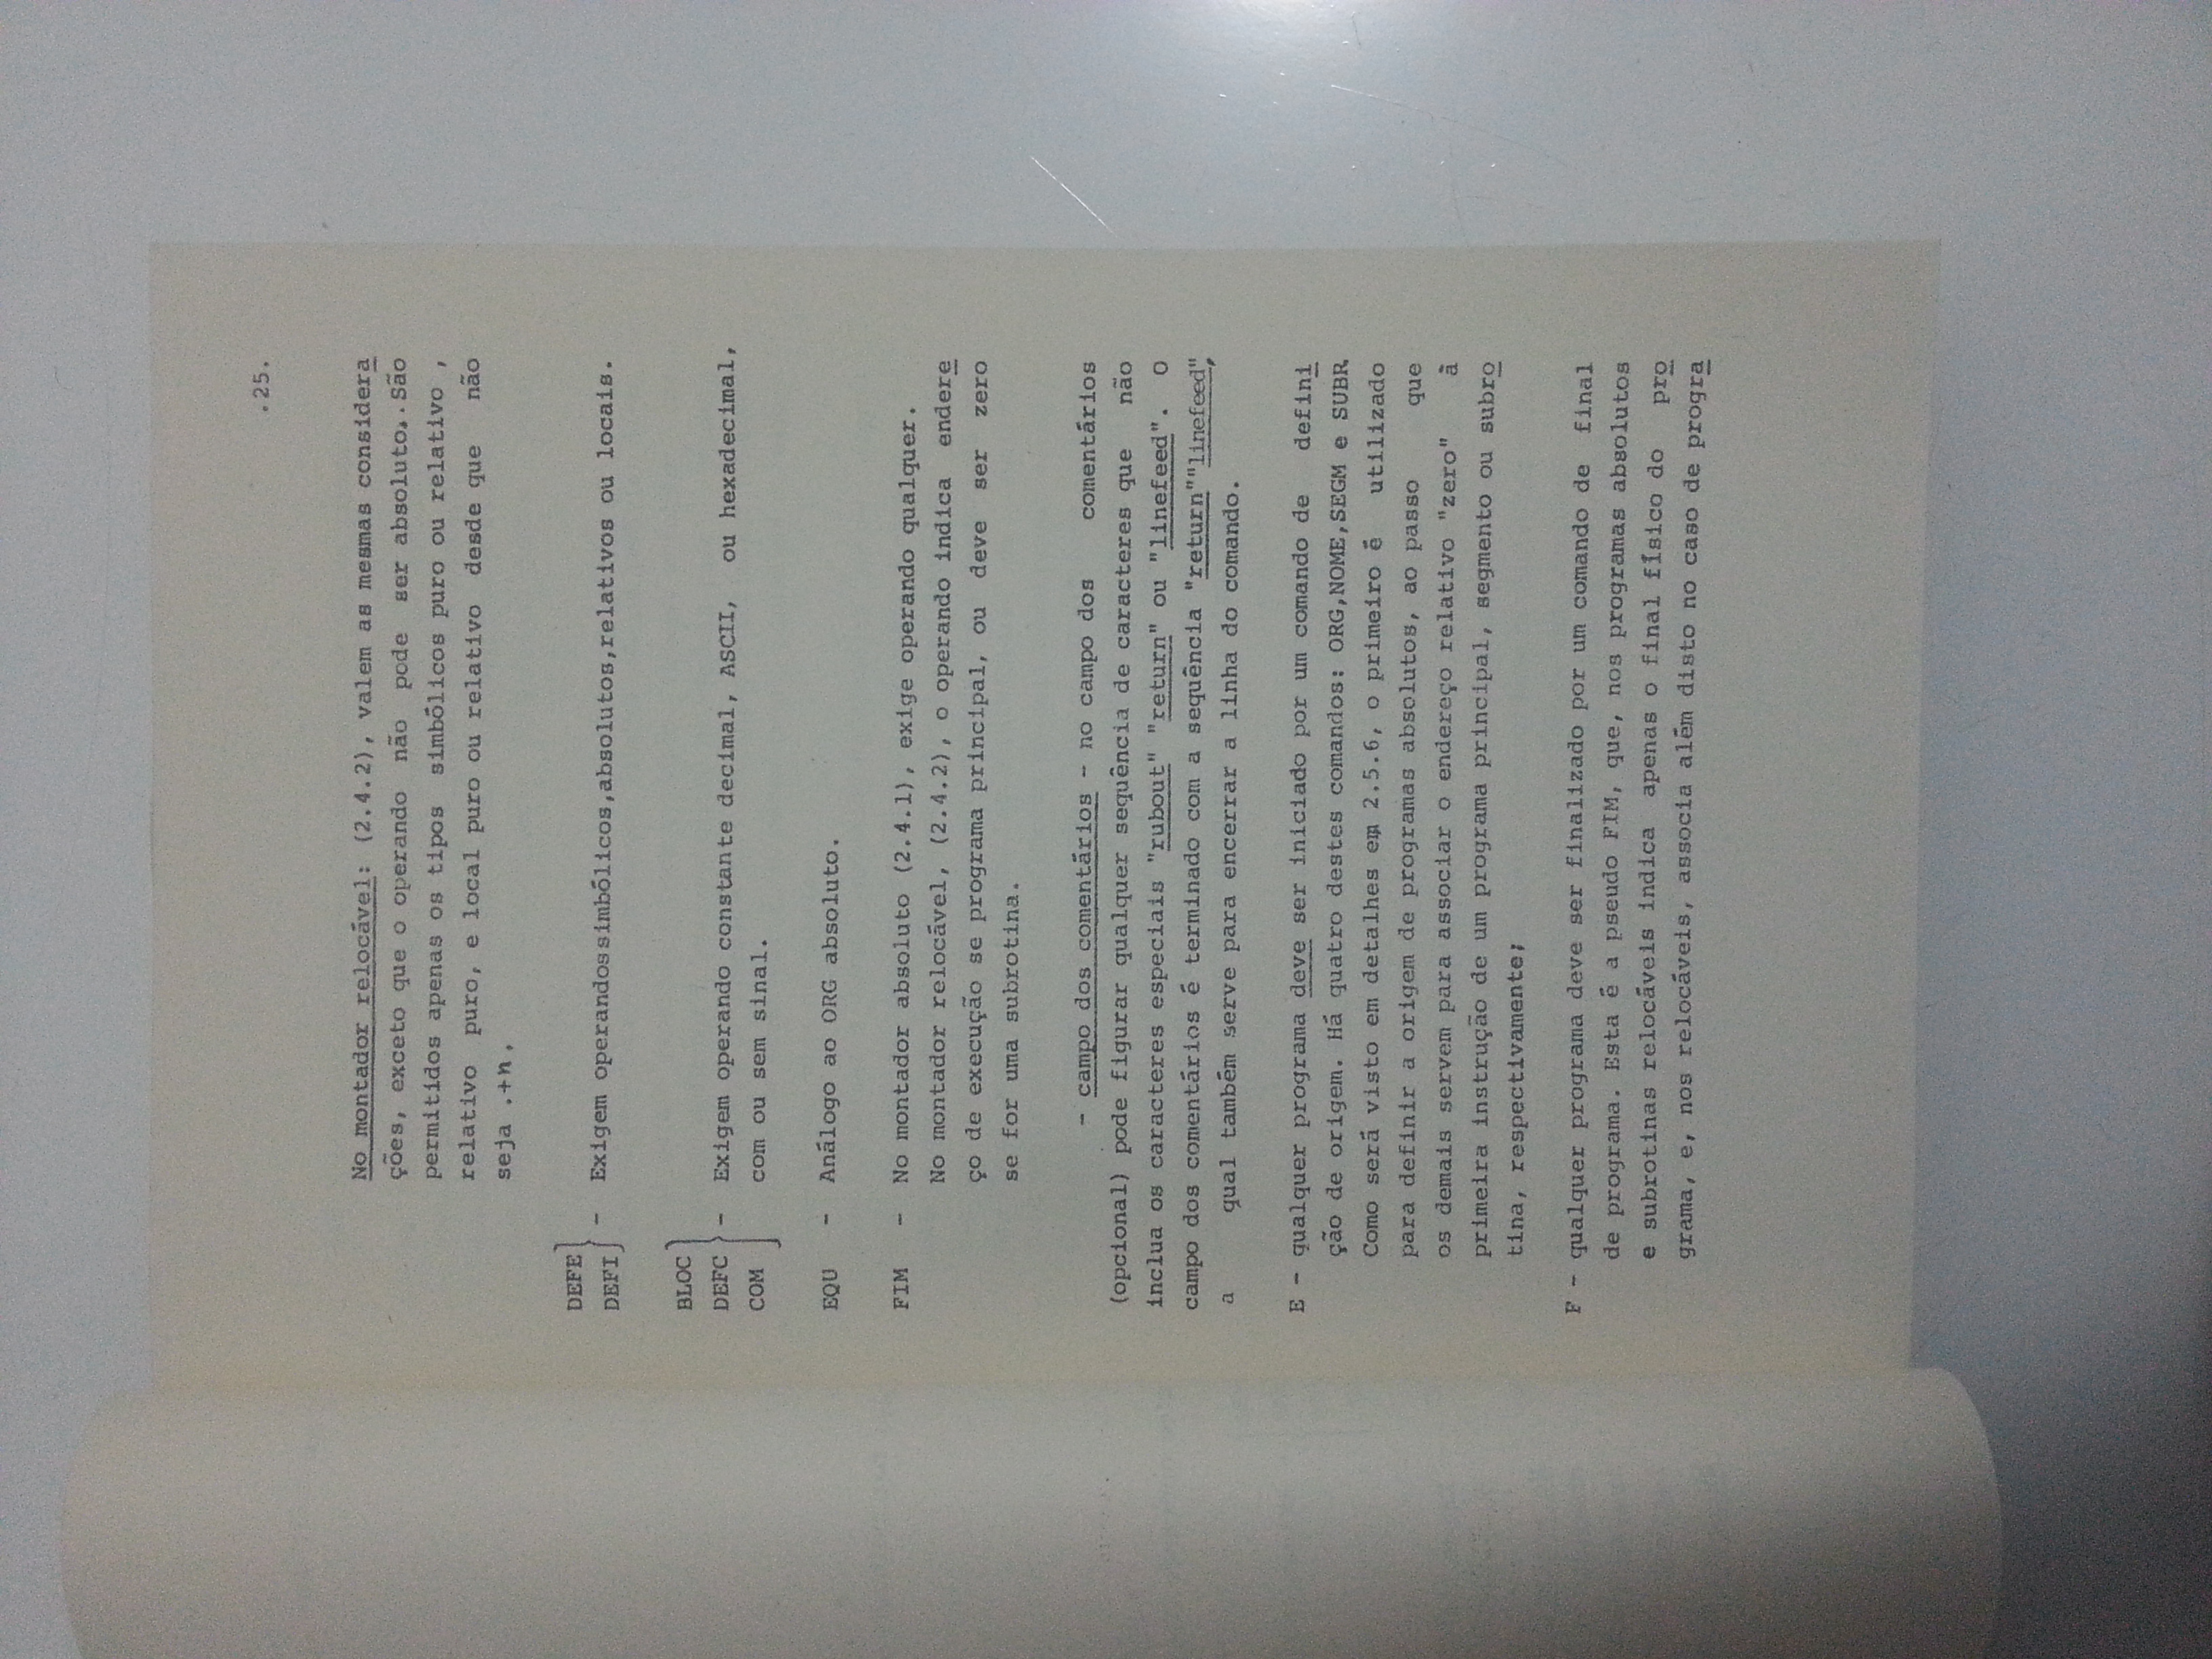 .25.
No montador relocável: (2.4.2), valem as mesmas considera
ções, exceto que o operando não pode ser absoluto. São
permitidos apenas os tipos simbólicos puro ou relativo ,
relativo puro, e local puro ou relativo desde que não
seja .+n.
DEFE
DEFI } - Exigem operandos simbólicos,absolutos,relativos ou locais.
BLOC
DEFC } - Exigem operando constante decimal, ASCII, ou hexadecimal,
COM com ou sem sinal.
EQU - Análogo ao ORG absoluto.
FIM - No montador absoluto (2.4.1), exige operando qualquer.
No montador relocável, (2.4.2), o operando indica endere
ço de execução se programa principal, ou deve ser zero
se for uma subrotina.
- campo dos comentários - no campo dos comentários
(opcional) pode figurar qualquer sequência de caracteres que não
inclua os caracteres especiais "rubout" "return" ou "linefeed". O
campo dos comentários é terminado com a sequência "return""linefeed",
a qual também serve para encerrar a linha do comando.
E - qualquer programa deve ser iniciado por um comando de defini
ção de origem. Há quatro destes comandos: ORG,NOME,SEGM e SUBR.
Como será visto em detalhes em 2.5.6, o primeiro é utilizado
para definir a origem de programas absolutos, ao passo que
os demais servem para associar o endereço relativo "zero" à
primeira instrução de um programa principal, segmento ou subro
tina, respectivamente;
F - qualquer programa deve ser finalizado por um comando de final
de programa. Esta é a pseudo FIM, que, nos programas absolutos
e subrotinas relocáveis indica apenas o final físico do pro
grama, e, nos relocáveis, associa além disto no caso de progra